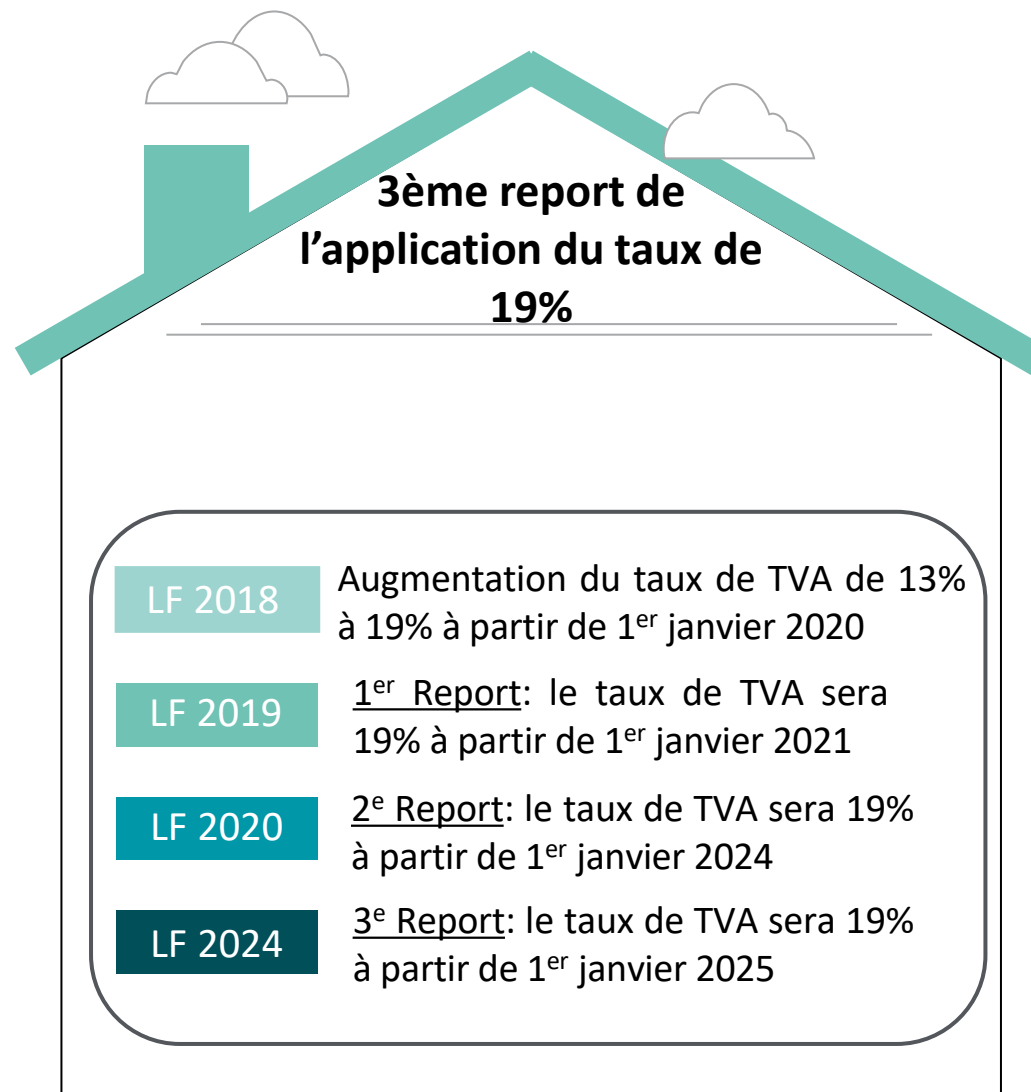 3ème report de
l’application du taux de
19%
LF 2018
Augmentation du taux de TVA de 13%
à 19% à partir de 1er janvier 2020
LF 2019
1er Report: le taux de TVA sera
19% à partir de 1er janvier 2021
LF 2020
2e Report: le taux de TVA sera 19%
à partir de 1er janvier 2024
LF 2024
3e Report: le taux de TVA sera 19%
à partir de 1er janvier 2025